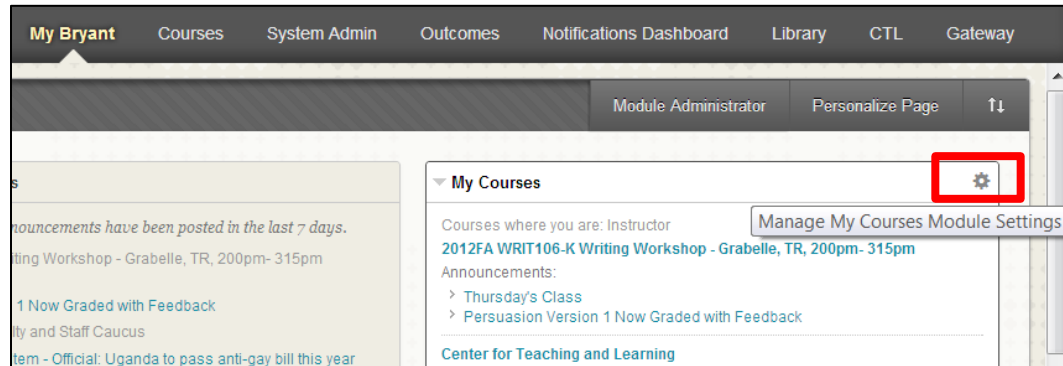 My Bryant Courses System Admin Outcomes Notifications Dashboard Library CTL Gateway
Module Administrator Personalize Page
s
nouncements have been posted in the last 7 days.
iting Workshop - Grabelle, TR, 200pm- 315pm
1 Now Graded with Feedback
lty and Staff Caucus
tem - Official: Uganda to pass anti-gay bill this year
My Courses
Manage My Courses Module Settings
Courses where you are: Instructor
2012FA WRIT106-K Writing Workshop - Grabelle, TR, 200pm- 315pm
Announcements:
Thursday's Class
Persuasion Version 1 Now Graded with Feedback
Center for Teaching and Learning